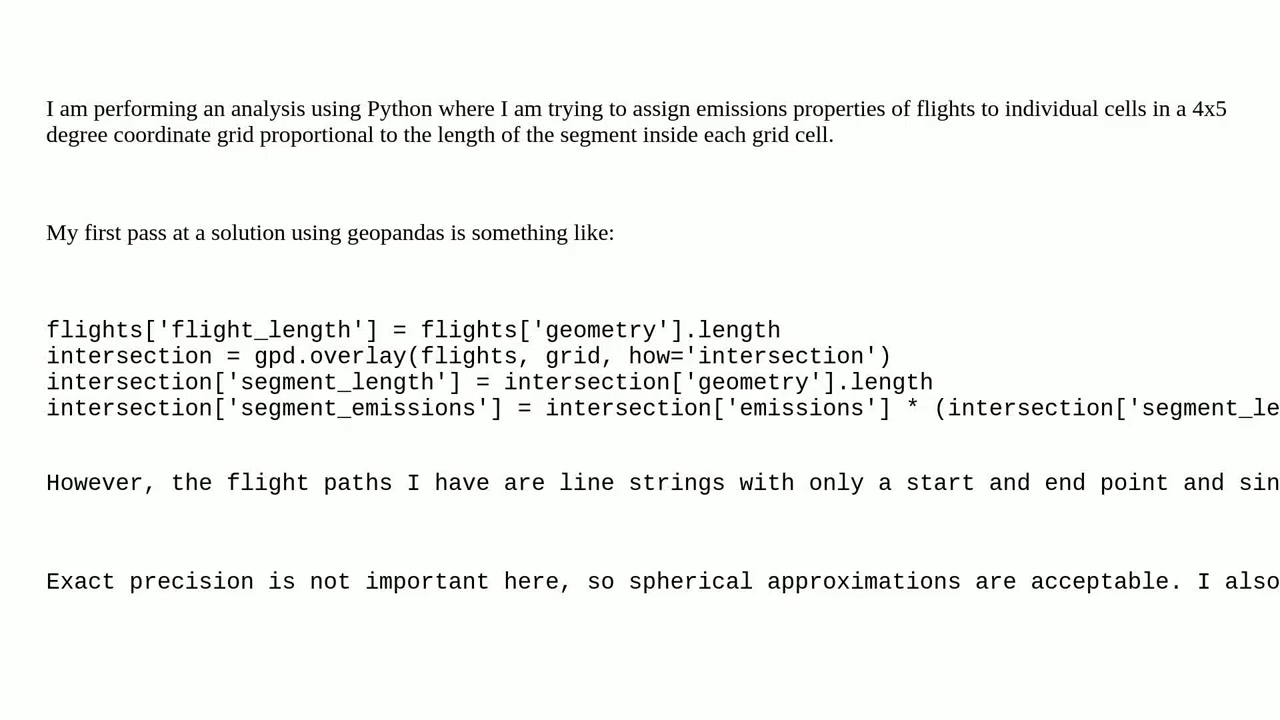 I am performing an analysis using Python where I am trying to assign emissions properties of flights to individual cells in a 4x5
degree coordinate grid proportional to the length of the segment inside each grid cell.
My first pass at a solution using geopandas is something like:
flights['flight_length'] = flights['geometry'].length
intersection = gpd.overlay(flights, grid, how='intersection')
intersection['segment_length'] = intersection['geometry'].length
intersection['segment_emissions'] = intersection['emissions'] * (intersection['segment_le
However, the flight paths I have are line strings with only a start and end point and sin
Exact precision is not important here, so spherical approximations are acceptable. I also